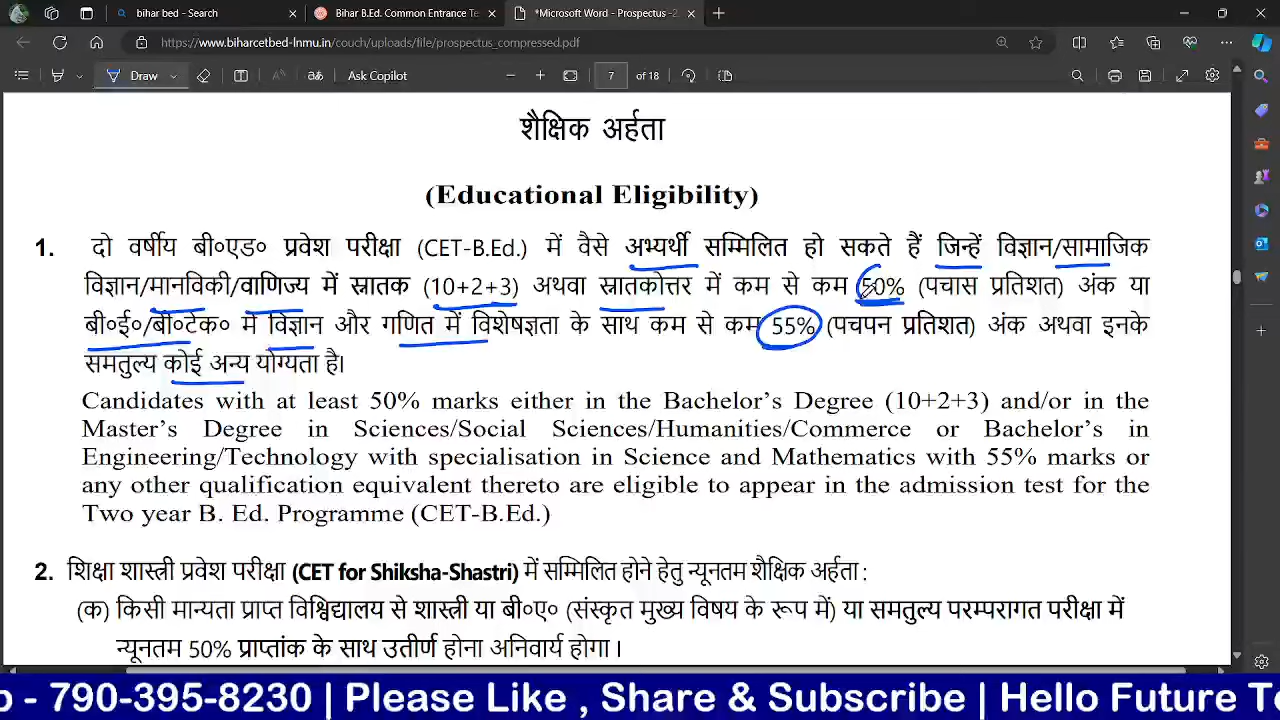 bihar bed - Search
Bihar B.Ed. Common Entrance Te
*Microsoft Word - Prospectus -2
https://www.biharcetbed-lnmu.in/couch/uploads/file/prospectus_compressed.pdf
Draw
Ask Copilot
7 of 18
शैक्षिक अर्हता
(Educational Eligibility)
1. दो वर्षीय बी०एड० प्रवेश परीक्षा (CET-B.Ed.) में वैसे अभ्यर्थी सम्मिलित हो सकते हैं जिन्हें विज्ञान/सामाजिक
विज्ञान/मानविकी/वाणिज्य में स्नातक (10+2+3) अथवा स्नातकोत्तर में कम से कम 50% (पचास प्रतिशत) अंक या
बी०ई०/बी०टेक० में विज्ञान और गणित में विशेषज्ञता के साथ कम से कम 55% (पचपन प्रतिशत) अंक अथवा इनके
समतुल्य कोई अन्य योग्यता है।
Candidates with at least 50% marks either in the Bachelor's Degree (10+2+3) and/or in the
Master's Degree in Sciences/Social Sciences/Humanities/Commerce or Bachelor's in
Engineering/Technology with specialisation in Science and Mathematics with 55% marks or
any other qualification equivalent thereto are eligible to appear in the admission test for the
Two year B. Ed. Programme (CET-B.Ed.)
2. शिक्षा शास्त्री प्रवेश परीक्षा (CET for Shiksha-Shastri) में सम्मिलित होने हेतु न्यूनतम शैक्षिक अर्हता :
(क) किसी मान्यता प्राप्त विश्विद्यालय से शास्त्री या बी०ए० (संस्कृत मुख्य विषय के रूप में) या समतुल्य परम्परागत परीक्षा में
न्यूनतम 50% प्राप्तांक के साथ उतीर्ण होना अनिवार्य होगा ।
- 790-395-8230 | Please Like , Share & Subscribe | Hello Future